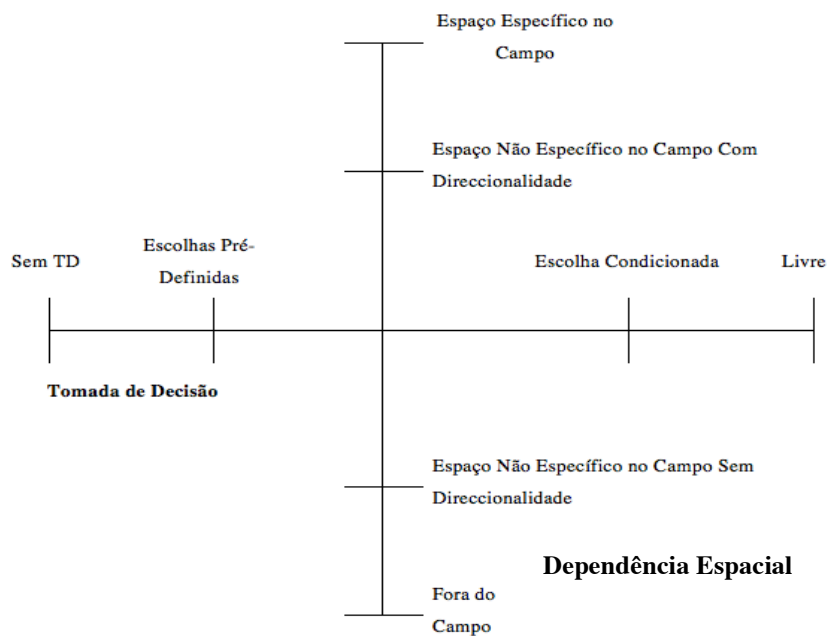 Espaço Específico no
Campo
Espaço Não Específico no Campo Com
Direccionalidade
Sem TD
Escolhas Pré-
Definidas
Escolha Condicionada
Livre
Tomada de Decisão
Espaço Não Específico no Campo Sem
Direccionalidade
Dependência Espacial
Fora do
Campo